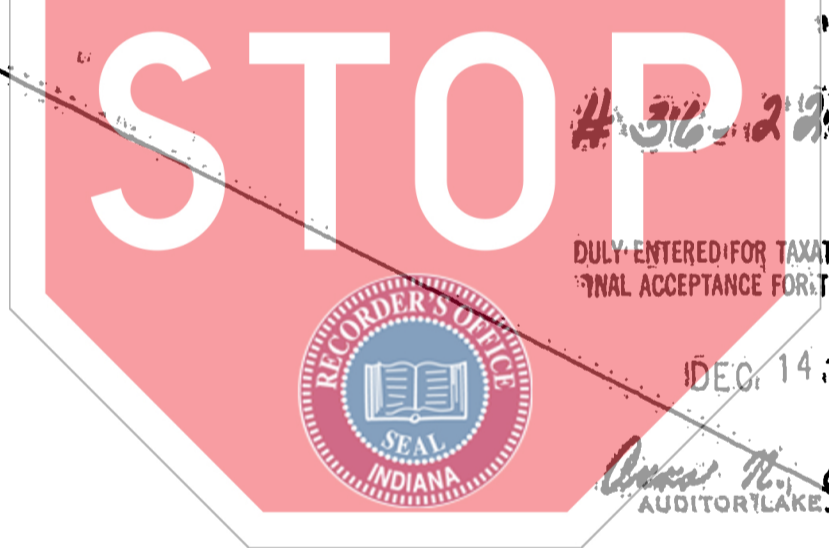 STOP
# 36-22
DULY ENTERED FOR TAXAT
INAL ACCEPTANCE FOR T
DEC 14
N.
AUDITOR LAKE
RECORDER'S OFFICE
SEAL
INDIANA